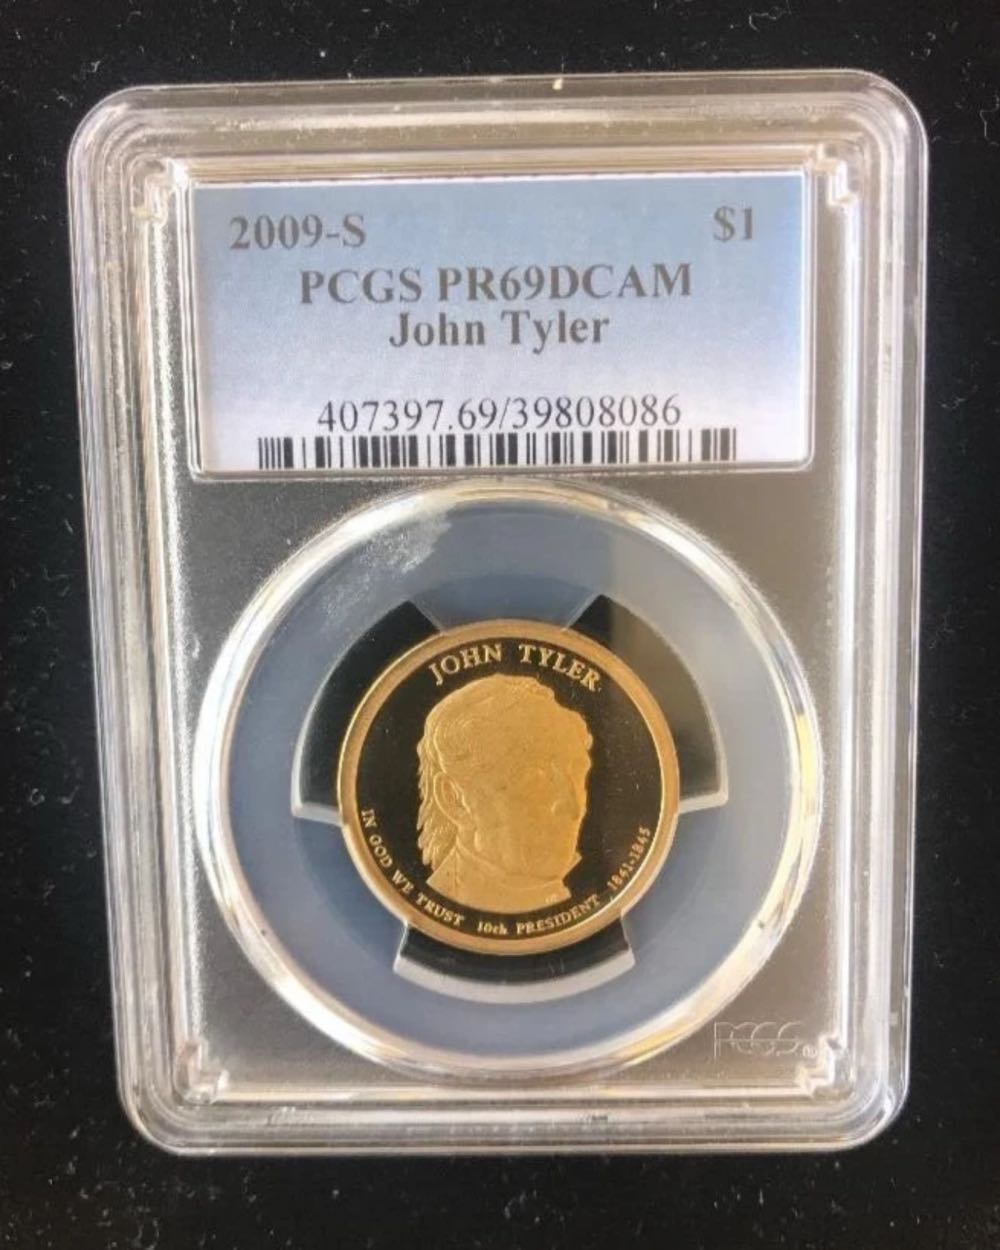 2009-S $1
PCGS PR69DCAM
John Tyler
407397.69/39808086
JOHN TYLER
IN GOD WE TRUST 10th PRESIDENT 1841-1845
PCGS